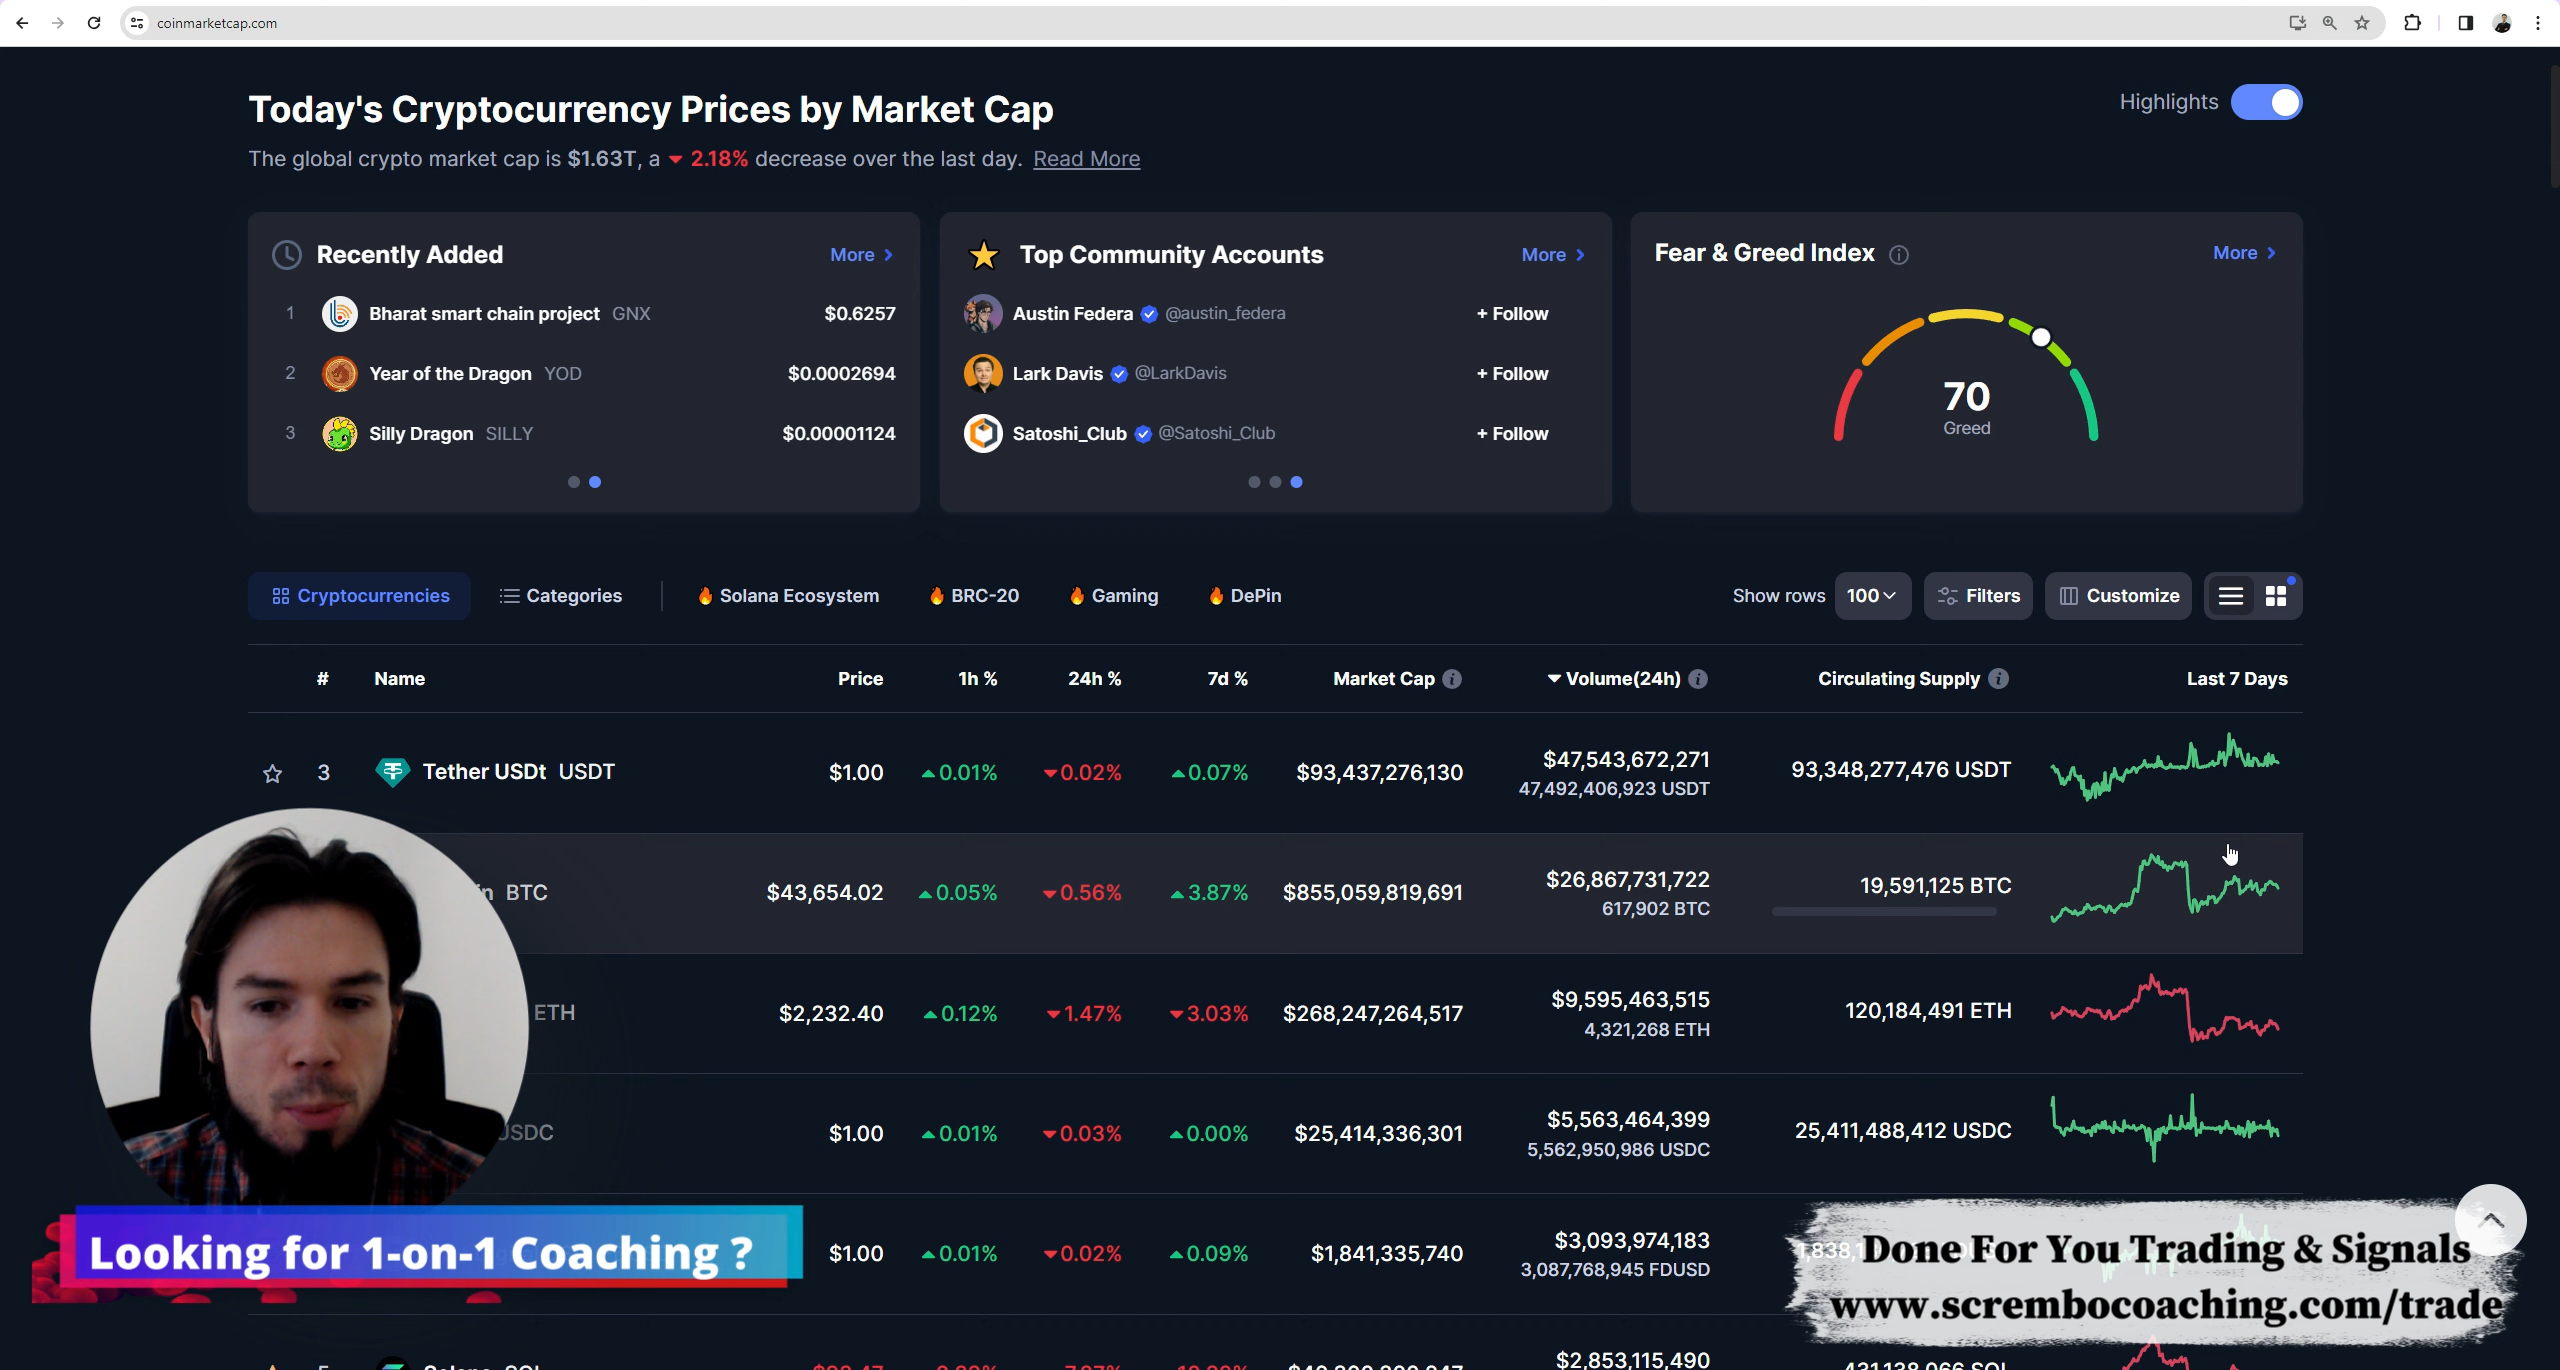 coinmarketcap.com
Today's Cryptocurrency Prices by Market Cap
Highlights
The global crypto market cap is $1.63T, a 2.18% decrease over the last day. Read More
Recently Added
More
1 Bharat smart chain project GNX $0.6257
2 Year of the Dragon YOD $0.0002694
3 Silly Dragon SILLY $0.00001124
Top Community Accounts
More
Austin Federa @austin_federa + Follow
Lark Davis @LarkDavis + Follow
Satoshi_Club @Satoshi_Club + Follow
Fear & Greed Index
More
70
Greed
Cryptocurrencies Categories Solana Ecosystem BRC-20 Gaming DePin Show rows 100 Filters Customize
# Name Price 1h % 24h % 7d % Market Cap Volume(24h) Circulating Supply Last 7 Days
3 Tether USDt USDT $1.00 0.01% 0.02% 0.07% $93,437,276,130 $47,543,672,271 93,348,277,476 USDT
47,492,406,923 USDT
BTC $43,654.02 0.05% 0.56% 3.87% $855,059,819,691 $26,867,731,722 19,591,125 BTC
617,902 BTC
ETH $2,232.40 0.12% 1.47% 3.03% $268,247,264,517 $9,595,463,515 120,184,491 ETH
4,321,268 ETH
USDC $1.00 0.01% 0.03% 0.00% $25,414,336,301 $5,563,464,399 25,411,488,412 USDC
5,562,950,986 USDC
$1.00 0.01% 0.02% 0.09% $1,841,335,740 $3,093,974,183
3,087,768,945 FDUSD
$2,853,115,490
Looking for 1-on-1 Coaching ?
Done For You Trading & Signals
www.scrembocoaching.com/trade